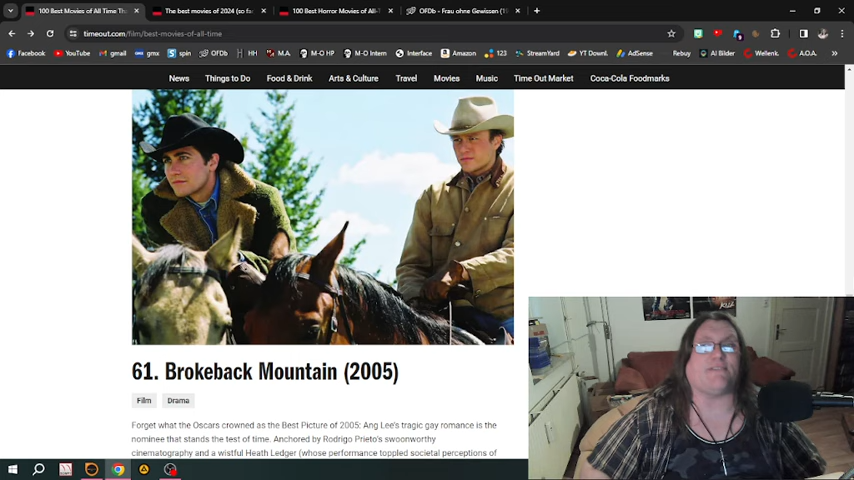 100 Best Movies of All Time Tha
The best movies of 2024 (so fa
100 Best Horror Movies of All-T
OFDb - Frau ohne Gewissen (19
timeout.com/film/best-movies-of-all-time
Facebook YouTube gmail gmx spin OFDb HH M.A. M-O HP M-O Intern Interface Amazon 123 StreamYard YT Downl. AdSense Rebuy AI Bilder Wellenk. A.O.A.
News Things to Do Food & Drink Arts & Culture Travel Movies Music Time Out Market Coca-Cola Foodmarks
61. Brokeback Mountain (2005)
Film Drama
Forget what the Oscars crowned as the Best Picture of 2005: Ang Lee's tragic gay romance is the
nominee that stands the test of time. Anchored by Rodrigo Prieto's swoonworthy
cinematography and a wistful Heath Ledger (whose performance toppled societal perceptions of